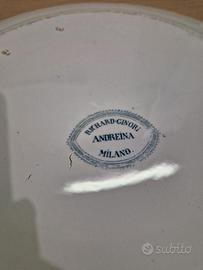 RICHARD-GINORI
ANDREINA
MILANO.
subito